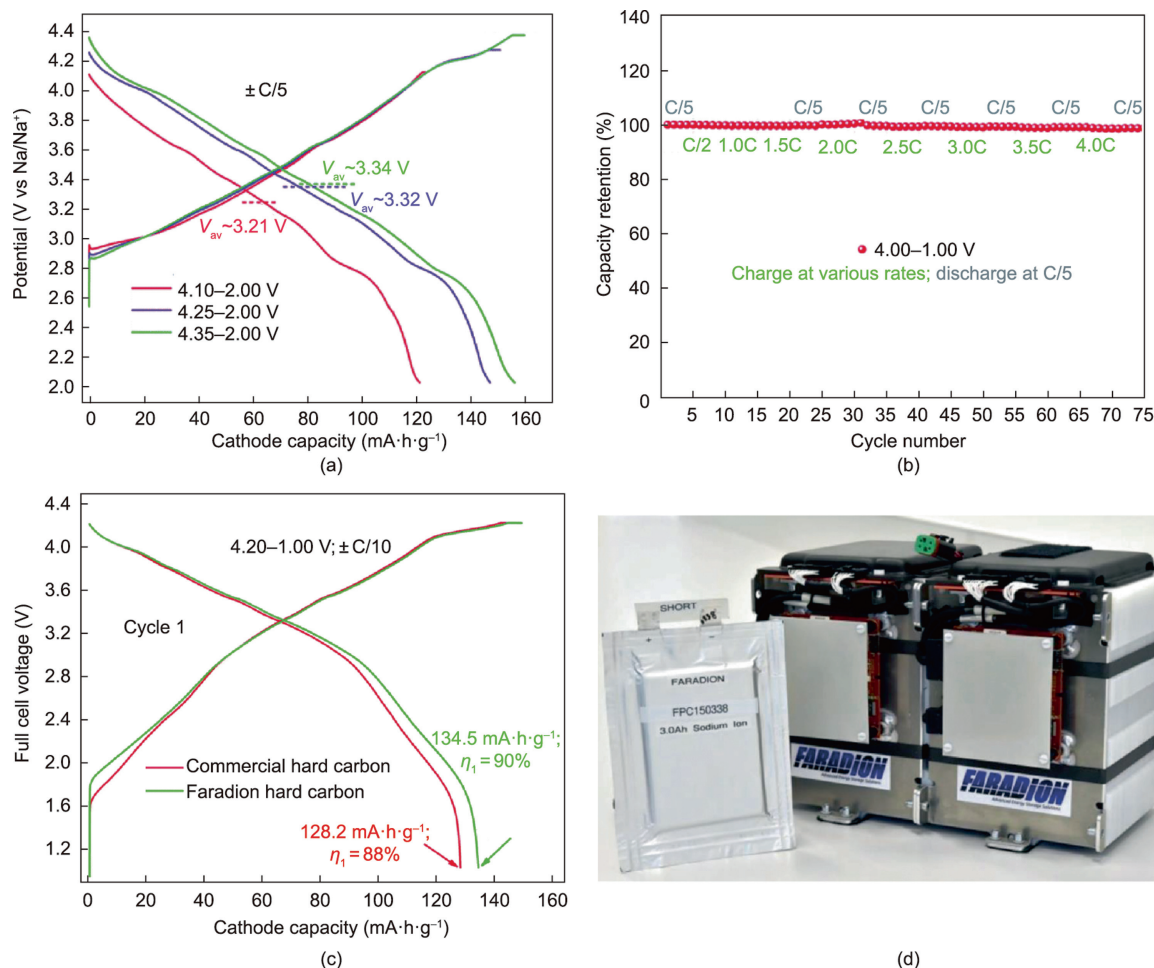 4.4
4.2
4.0
3.8
3.6
3.4
3.2
3.0
2.8
2.6
2.4
2.2
2.0
Potential (V vs Na/Na⁺)
± C/5
V_av~3.34 V
V_av~3.32 V
V_av~3.21 V
4.10–2.00 V
4.25–2.00 V
4.35–2.00 V
0 20 40 60 80 100 120 140 160
Cathode capacity (mA·h·g⁻¹)
(a)
140
120
100
80
60
40
20
0
Capacity retention (%)
C/5 C/5 C/5 C/5 C/5 C/5 C/5
C/2 1.0C 1.5C 2.0C 2.5C 3.0C 3.5C 4.0C
4.00–1.00 V
Charge at various rates; discharge at C/5
5 10 15 20 25 30 35 40 45 50 55 60 65 70 75
Cycle number
(b)
4.4
4.0
3.6
3.2
2.8
2.4
2.0
1.6
1.2
Full cell voltage (V)
4.20–1.00 V; ± C/10
Cycle 1
134.5 mA·h·g⁻¹;
η₁ = 90%
Commercial hard carbon
Faradion hard carbon
128.2 mA·h·g⁻¹;
η₁ = 88%
0 20 40 60 80 100 120 140 160
Cathode capacity (mA·h·g⁻¹)
(c)
SHORT
FARADION
FPC150338
3.0Ah Sodium Ion
FARADION
Advanced Energy Storage Solutions
FARADION
Advanced Energy Storage Solutions
(d)